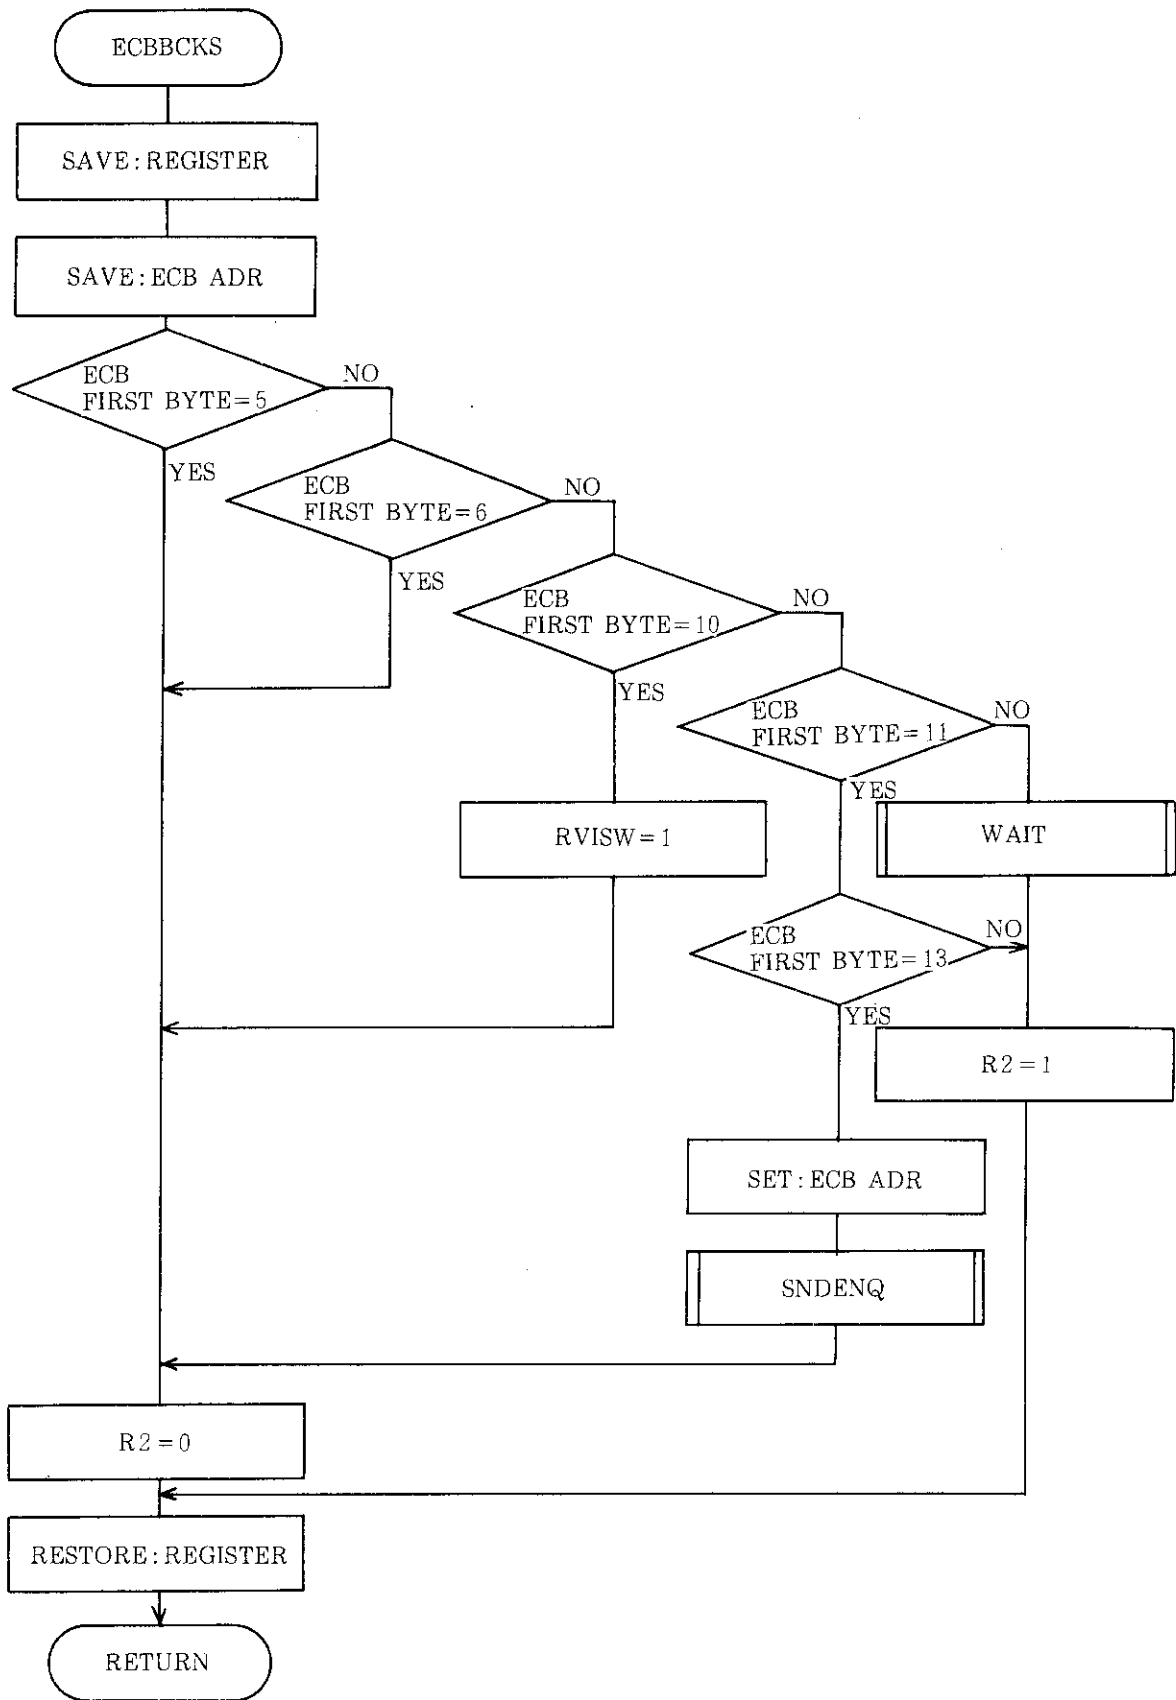 ECBBCKS
SAVE:REGISTER
SAVE:ECB ADR
ECB
FIRST BYTE=5
NO
YES
ECB
FIRST BYTE=6
NO
YES
ECB
FIRST BYTE=10
NO
YES
ECB
FIRST BYTE=11
NO
YES
RVISW=1
WAIT
ECB
FIRST BYTE=13
NO
YES
R2=1
SET:ECB ADR
SNDENQ
R2=0
RESTORE:REGISTER
RETURN